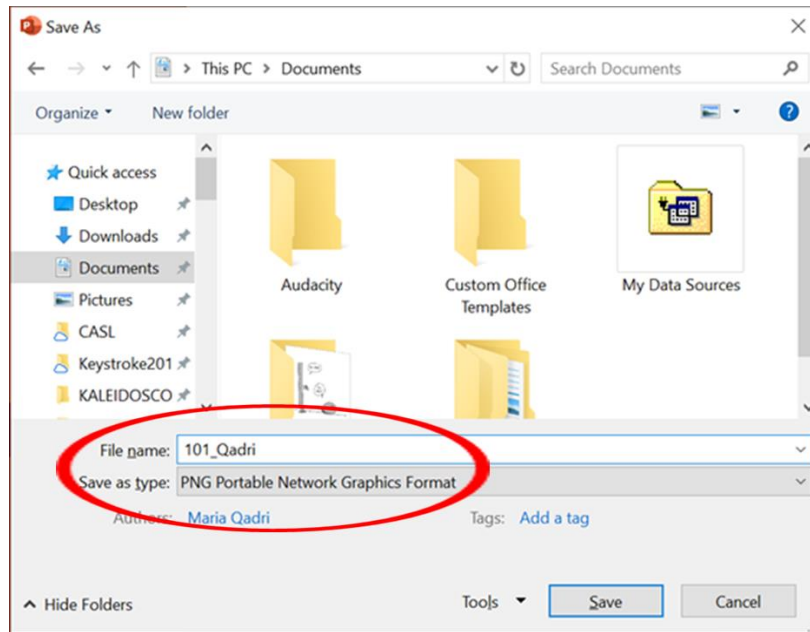 Save As
This PC > Documents
Search Documents
Organize
New folder
Quick access
Desktop
Downloads
Documents
Pictures
CASL
Keystroke201
KALEIDOSCO
Audacity
Custom Office
Templates
My Data Sources
File name: 101_Qadri
Save as type: PNG Portable Network Graphics Format
Authors: Maria Qadri
Tags: Add a tag
Hide Folders
Tools
Save
Cancel